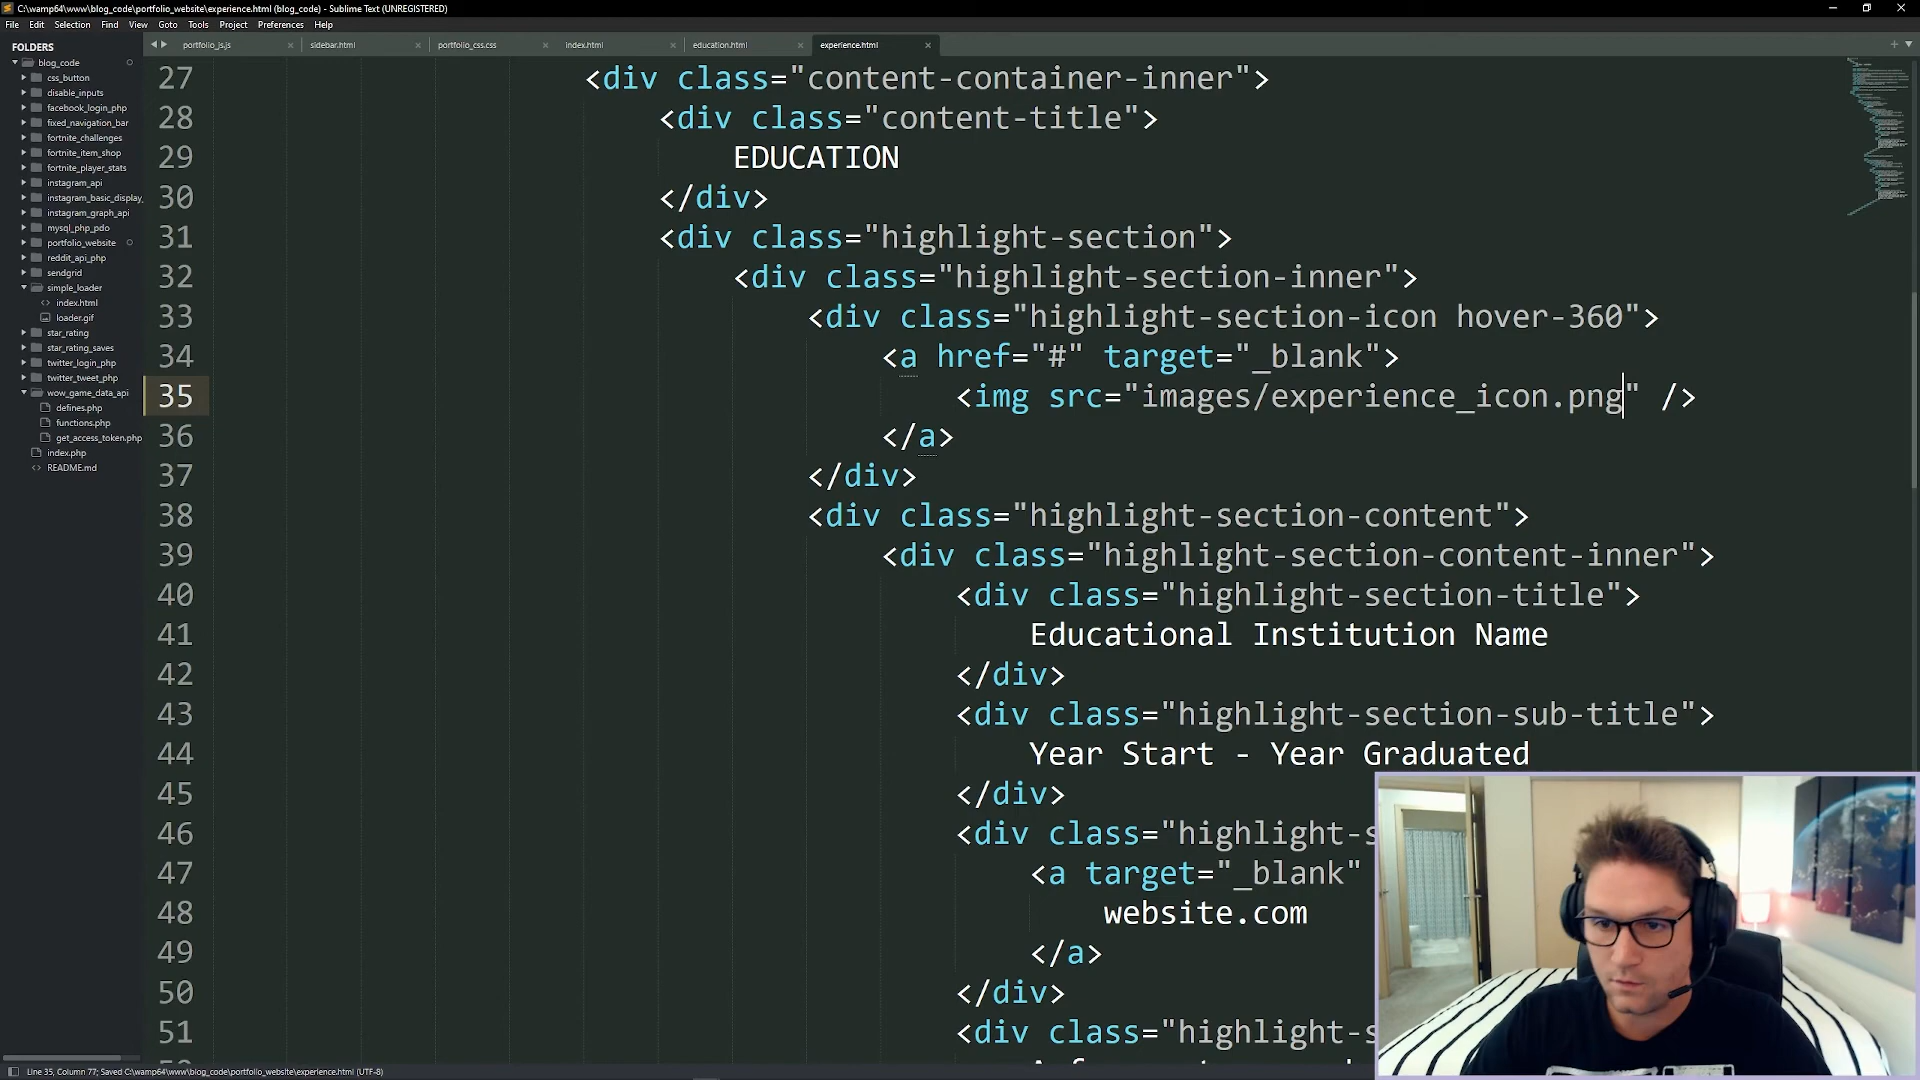 C:\wamp64\www\blog_code\portfolio_website\experience.html (blog_code) - Sublime Text (UNREGISTERED)
File Edit Selection Find View Goto Tools Project Preferences Help
FOLDERS
blog_code
css_button
disable_inputs
facebook_login_php
fixed_navigation_bar
fortnite_challenges
fortnite_item_shop
fortnite_player_stats
instagram_api
instagram_basic_display_
instagram_graph_api
mysql_php_pdo
portfolio_website
reddit_api_php
sendgrid
simple_loader
index.html
loader.gif
star_rating
star_rating_saves
twitter_login_php
twitter_tweet_php
wow_game_data_api
defines.php
functions.php
get_access_token.php
index.php
README.md
portfolio_js.js sidebar.html portfolio_css.css index.html education.html experience.html
27 <div class="content-container-inner">
28 <div class="content-title">
29 EDUCATION
30 </div>
31 <div class="highlight-section">
32 <div class="highlight-section-inner">
33 <div class="highlight-section-icon hover-360">
34 <a href="#" target="_blank">
35 <img src="images/experience_icon.png" />
36 </a>
37 </div>
38 <div class="highlight-section-content">
39 <div class="highlight-section-content-inner">
40 <div class="highlight-section-title">
41 Educational Institution Name
42 </div>
43 <div class="highlight-section-sub-title">
44 Year Start - Year Graduated
45 </div>
46 <div class="highlight-s
47 <a target="_blank"
48 website.com
49 </a>
50 </div>
51 <div class="highlight-s
Line 35, Column 77; Saved C:\wamp64\www\blog_code\portfolio_website\experience.html (UTF-8)